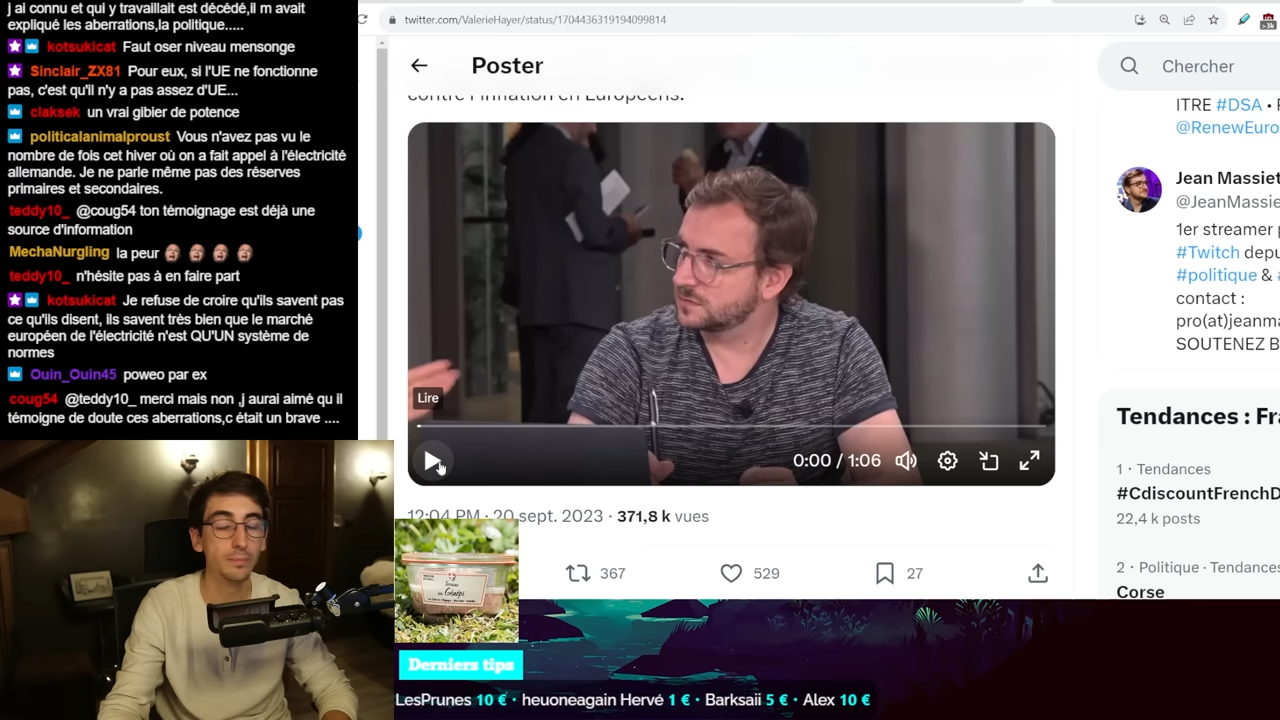 j ai connu et qui y travaillait est décédé,il m avait
expliqué les aberrations,la politique.....
kotsukicat Faut oser niveau mensonge
Sinclair_ZX81 Pour eux, si l'UE ne fonctionne
pas, c'est qu'il n'y a pas assez d'UE...
claksek un vrai gibier de potence
politicalanimalproust Vous n'avez pas vu le
nombre de fois cet hiver où on a fait appel à l'électricité
allemande. Je ne parle même pas des réserves
primaires et secondaires.
teddy10_ @coug54 ton témoignage est déjà une
source d'information
MechaNurgling la peur
teddy10_ n'hésite pas à en faire part
kotsukicat Je refuse de croire qu'ils savent pas
ce qu'ils disent, ils savent très bien que le marché
européen de l'électricité n'est QU'UN système de
normes
Ouin_Ouin45 poweo par ex
coug54 @teddy10_ merci mais non ,j aurai aimé qu il
témoigne de doute ces aberrations,c était un brave ....
twitter.com/ValerieHayer/status/1704436319194099814
Poster
contre l'inflation en Européens.
Lire
0:00 / 1:06
12:04 PM · 20 sept. 2023 · 371,8 k vues
367 529 27
Chercher
ITRE #DSA •
@RenewEuro
Jean Massiet
@JeanMassie
1er streamer p
#Twitch depu
#politique &
contact :
pro(at)jeanma
SOUTENEZ B
Tendances : Fra
1 · Tendances
#CdiscountFrenchD
22,4 k posts
2 · Politique · Tendances
Corse
Terrine
au Génépi
Derniers tips
LesPrunes 10 € · heuoneagain Hervé 1 € · Barksaii 5 € · Alex 10 €